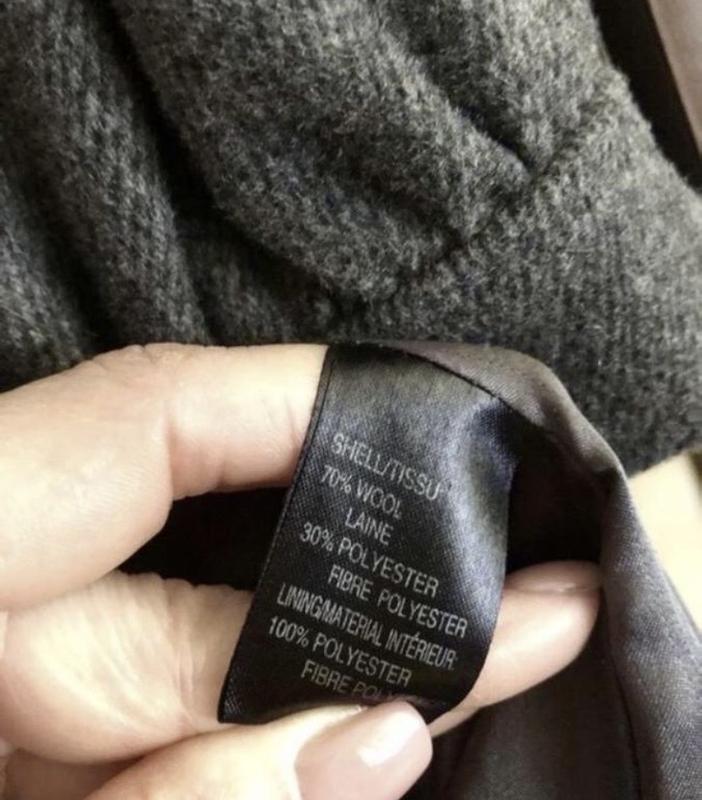 SHELL/TISSU
70% WOOL
LAINE
30% POLYESTER
FIBRE POLYESTER
LINING/MATERIAL INTÉRIEUR:
100% POLYESTER
FIBRE